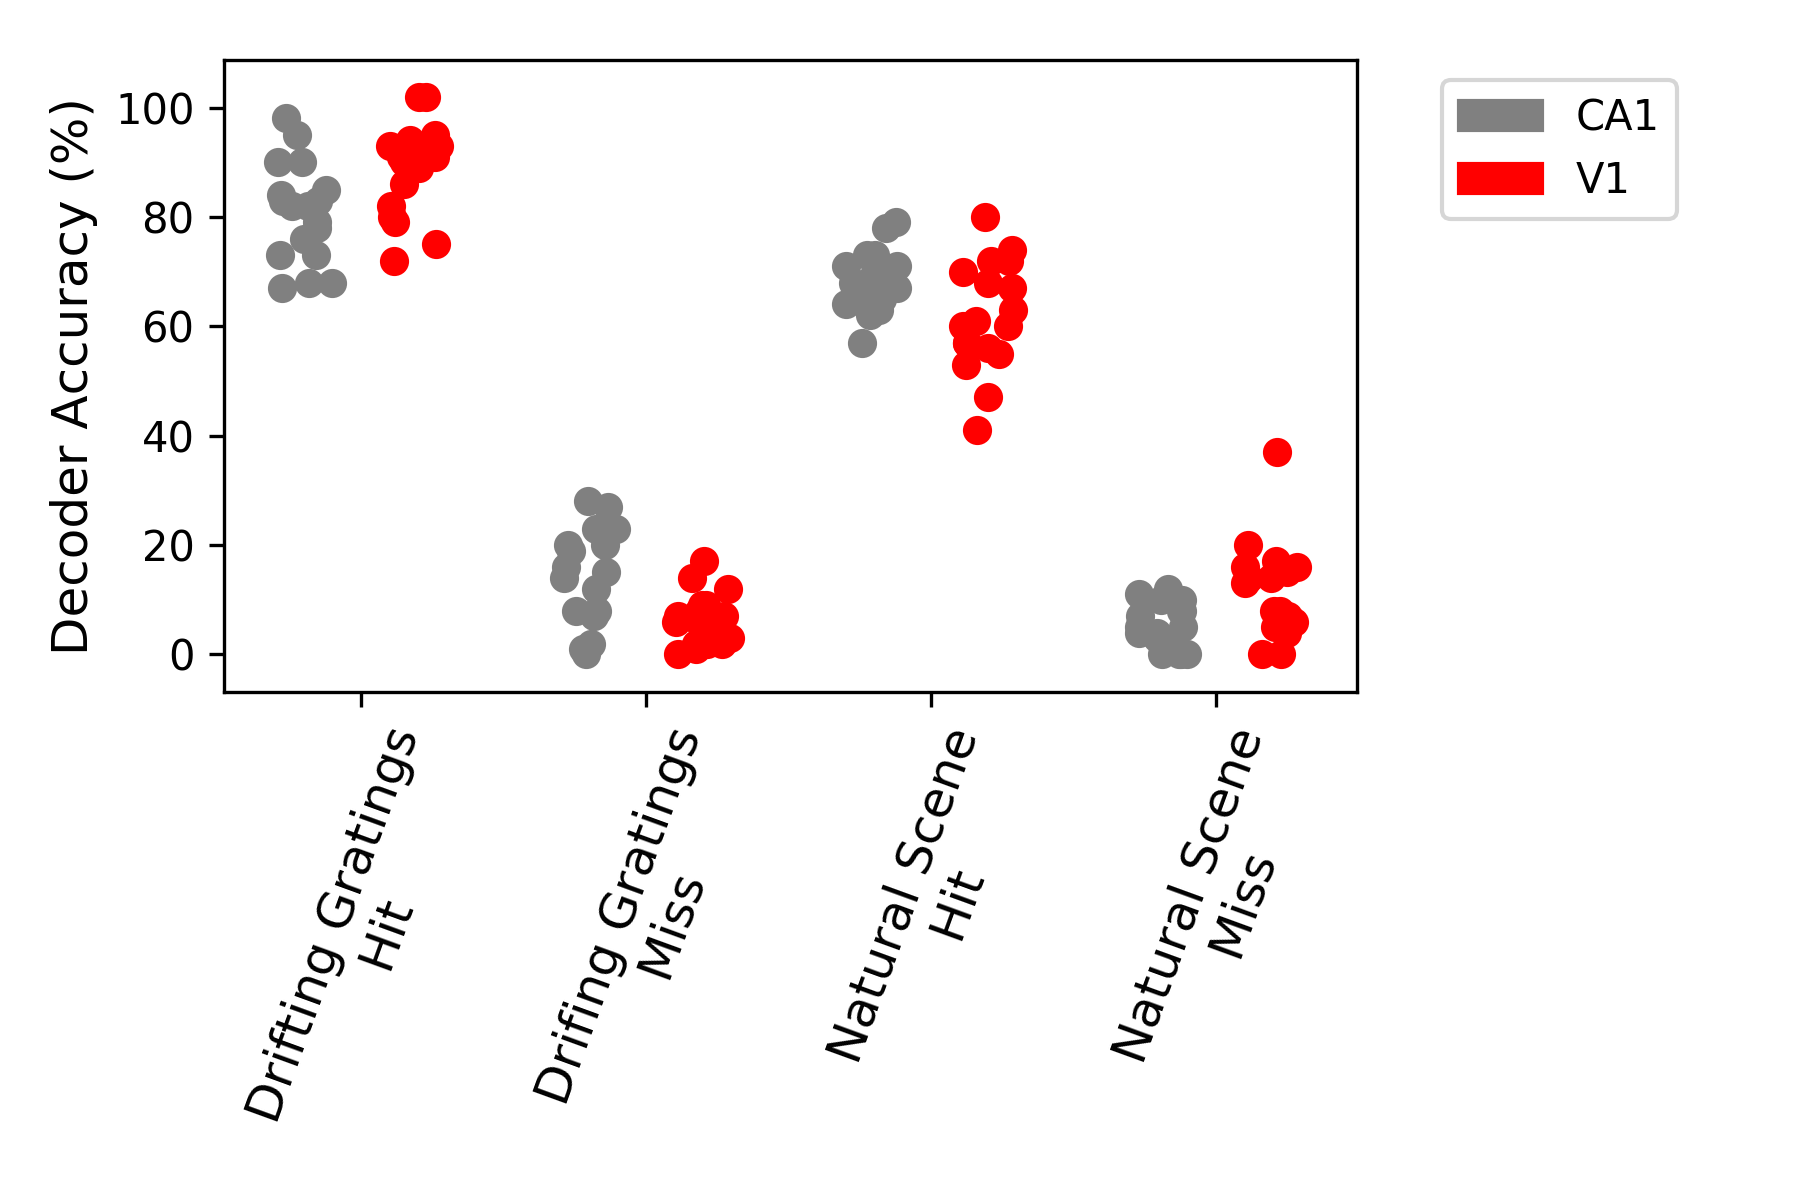 Decoder Accuracy (%)
100
80
60
40
20
0
Drifting Gratings
Hit
Drifing Gratings
Miss
Natural Scene
Hit
Natural Scene
Miss
CA1
V1